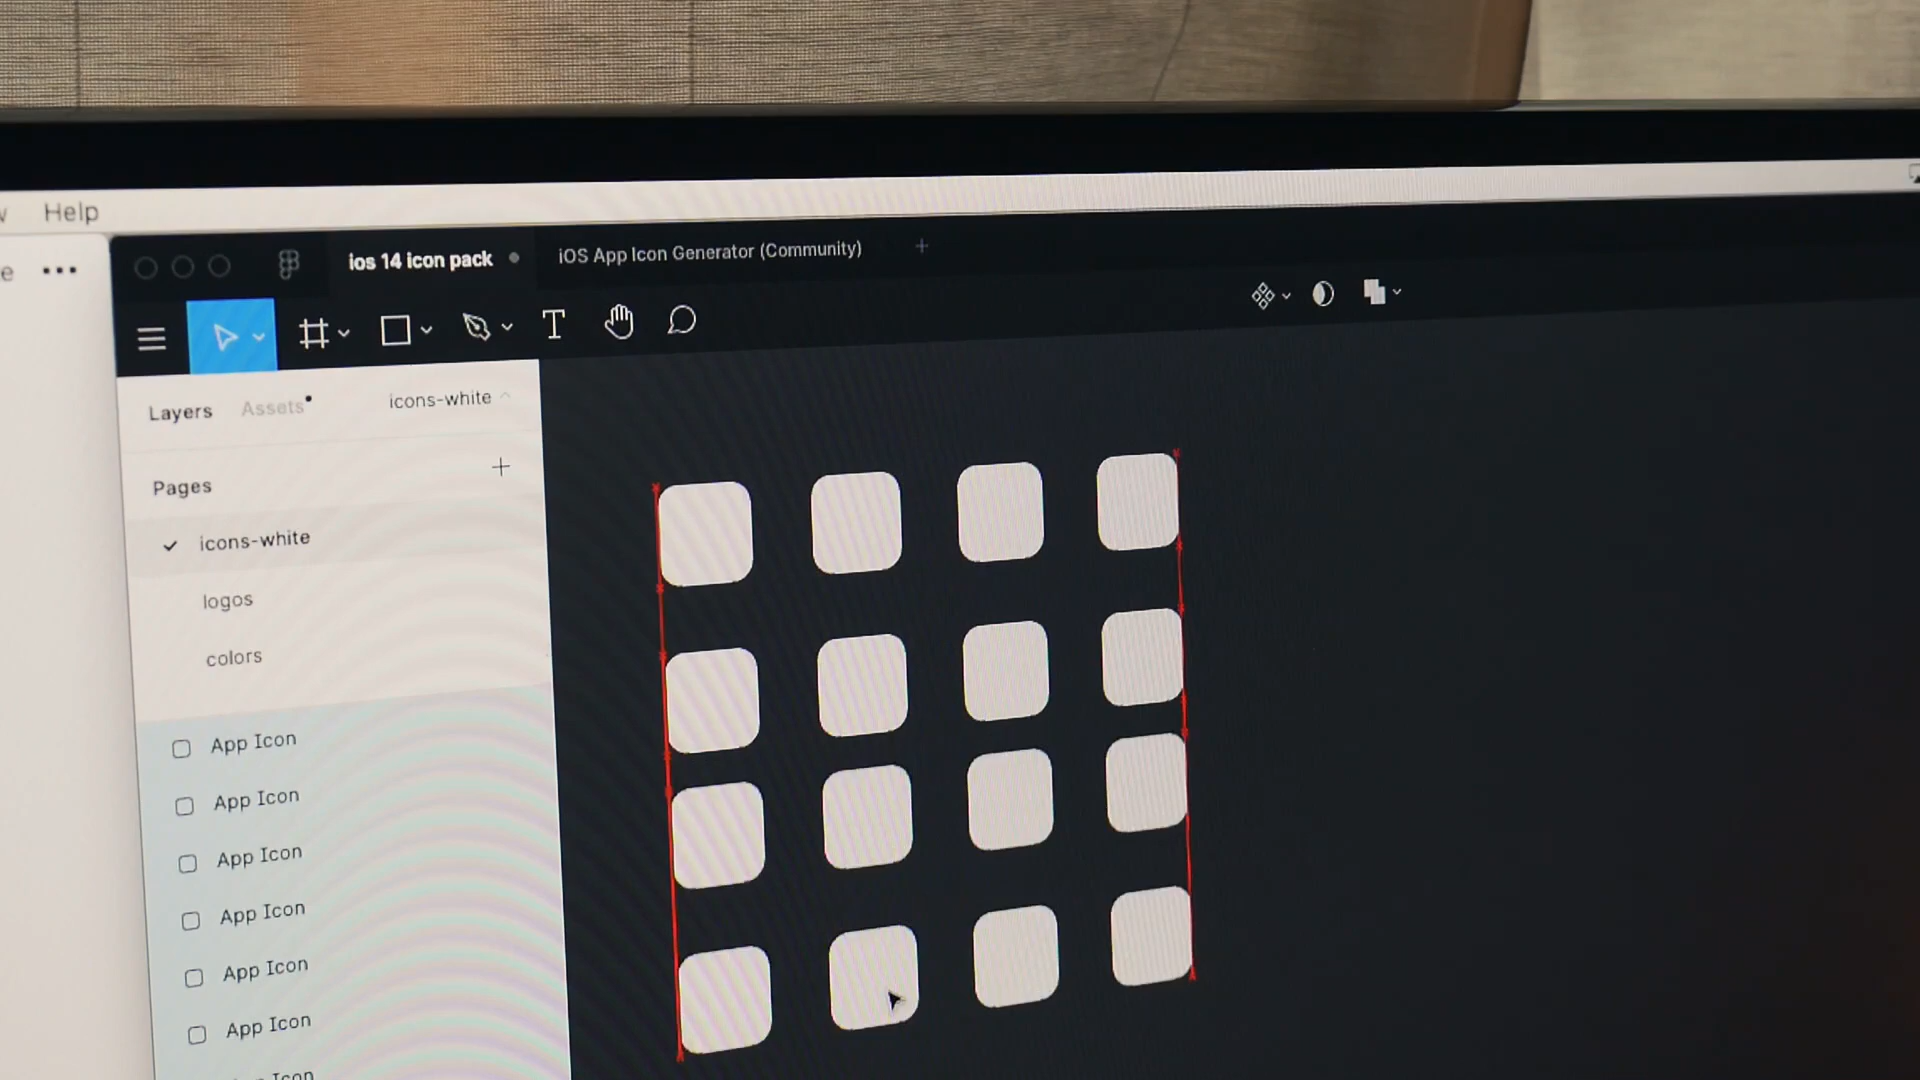 Help
ios 14 icon pack
iOS App Icon Generator (Community)
Layers
Assets
icons-white
Pages
icons-white
logos
colors
App Icon
App Icon
App Icon
App Icon
App Icon
App Icon
Icon